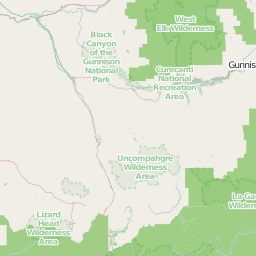 West
Elk Wilderness
Black
Canyon
of the
Gunnison
National
Park
Curecanti
National
Recreation
Area
Gunnis
Uncompahgre
Wilderness
Area
La Ga
Wilde
Lizard
Head
Wilderness
Area